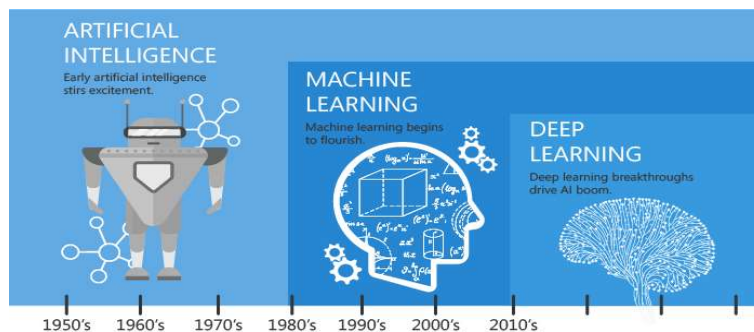 ARTIFICIAL
INTELLIGENCE
Early artificial intelligence
stirs excitement.
MACHINE
LEARNING
Machine learning begins
to flourish.
DEEP
LEARNING
Deep learning breakthroughs
drive AI boom.
1950's 1960's 1970's 1980's 1990's 2000's 2010's